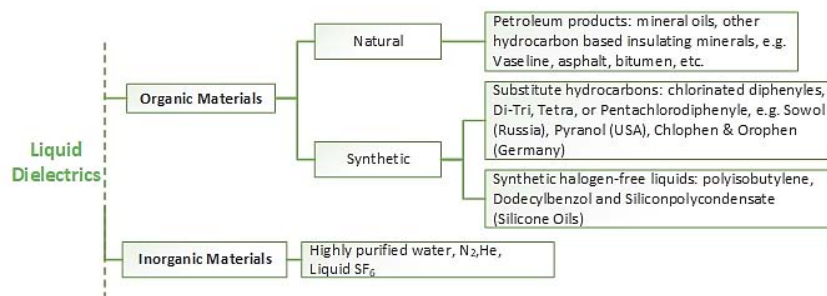 Liquid
Dielectrics
Organic Materials
Natural
Petroleum products: mineral oils, other
hydrocarbon based insulating minerals, e.g.
Vaseline, asphalt, bitumen, etc.
Synthetic
Substitute hydrocarbons: chlorinated diphenyles,
Di-Tri, Tetra, or Pentachlorodiphenyle, e.g. Sowol
(Russia), Pyranol (USA), Chlophen & Orophen
(Germany)
Synthetic halogen-free liquids: polyisobutylene,
Dodecylbenzol and Siliconpolycondensate
(Silicone Oils)
Inorganic Materials
Highly purified water, N₂,He,
Liquid SF₆